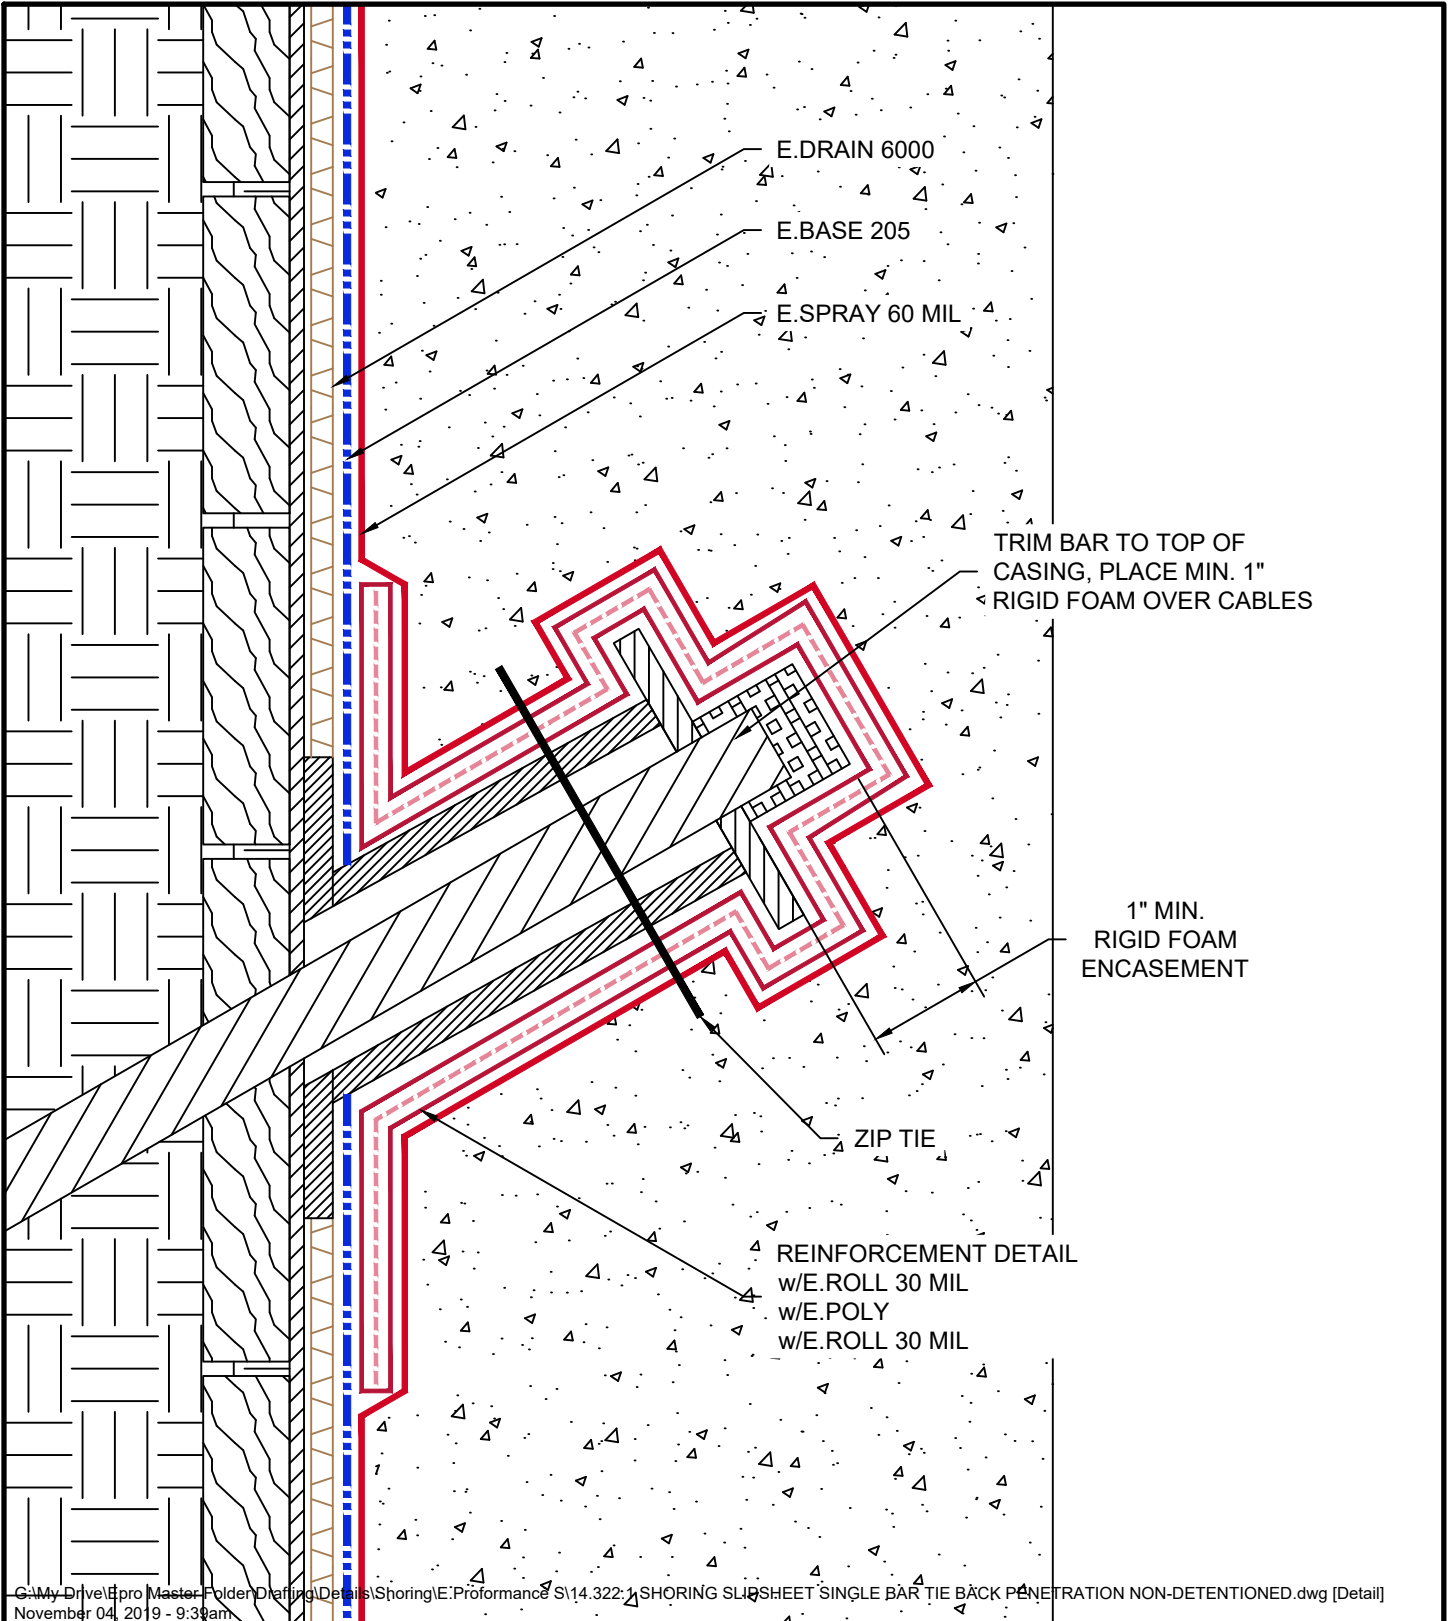 E.DRAIN 6000
E.BASE 205
E.SPRAY 60 MIL
TRIM BAR TO TOP OF
CASING, PLACE MIN. 1"
RIGID FOAM OVER CABLES
1" MIN.
RIGID FOAM
ENCASEMENT
ZIP TIE
REINFORCEMENT DETAIL
w/E.ROLL 30 MIL
w/E.POLY
w/E.ROLL 30 MIL
G:\My Drive\Epro Master Folder\Drafting\Details\Shoring\E.Proformance S\14.322.1 SHORING SLIPSHEET SINGLE BAR TIE BACK PENETRATION NON-DETENTIONED.dwg [Detail]
November 04, 2019 - 9:39am